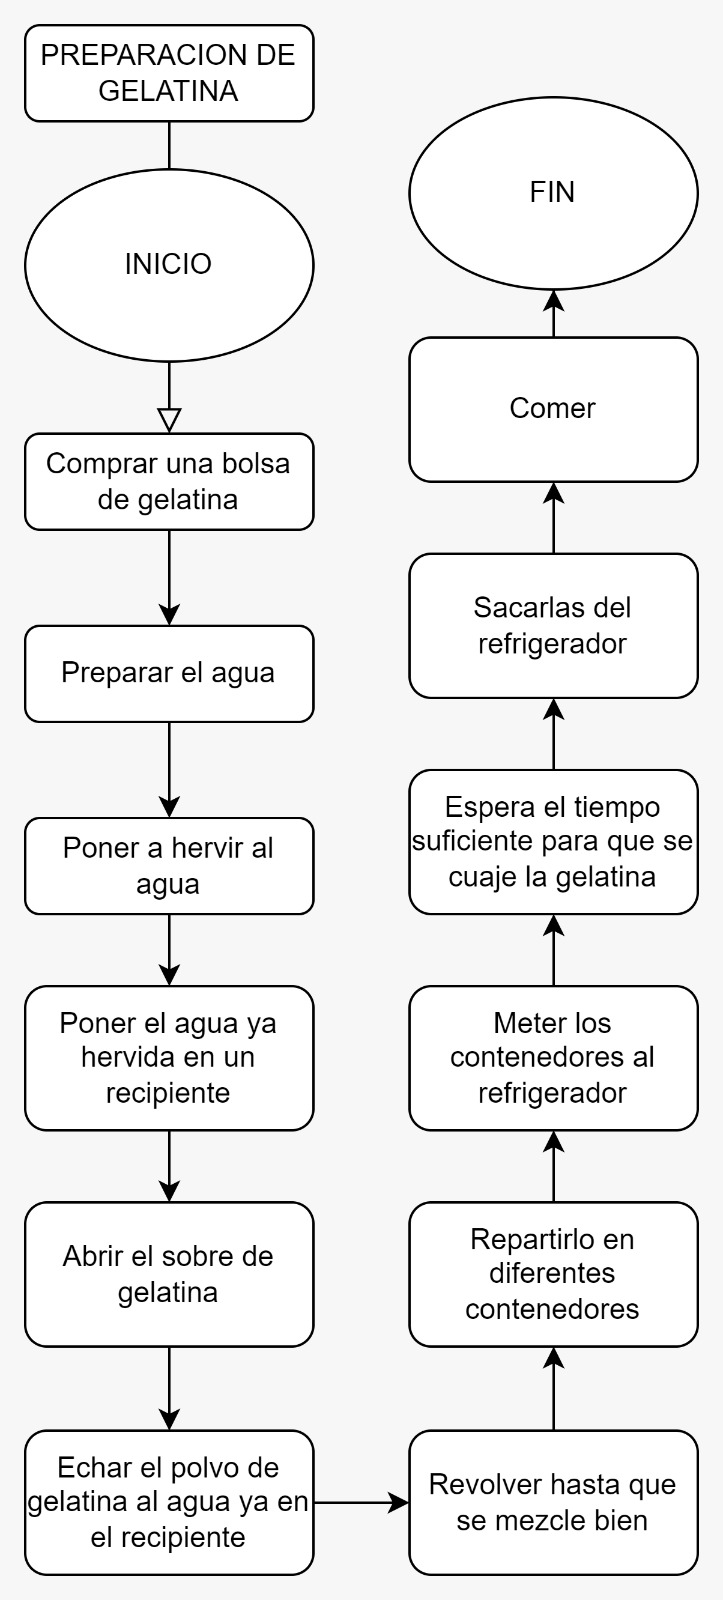 PREPARACION DE
GELATINA
INICIO
Comprar una bolsa
de gelatina
Preparar el agua
Poner a hervir al
agua
Poner el agua ya
hervida en un
recipiente
Abrir el sobre de
gelatina
Echar el polvo de
gelatina al agua ya en
el recipiente
Revolver hasta que
se mezcle bien
Repartirlo en
diferentes
contenedores
Meter los
contenedores al
refrigerador
Espera el tiempo
suficiente para que se
cuaje la gelatina
Sacarlas del
refrigerador
Comer
FIN